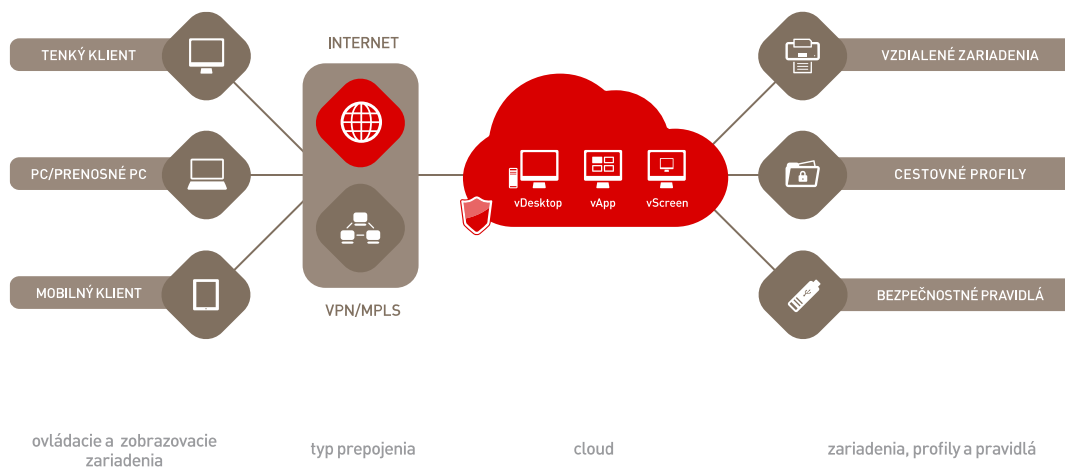 TENKÝ KLIENT
INTERNET
VZDIALENÉ ZARIADENIA
PC/PRENOSNÉ PC
vDesktop
vApp
vScreen
CESTOVNÉ PROFILY
MOBILNÝ KLIENT
VPN/MPLS
BEZPEČNOSTNÉ PRAVIDLÁ
ovládacie a zobrazovacie
zariadenia
typ prepojenia
cloud
zariadenia, profily a pravidlá